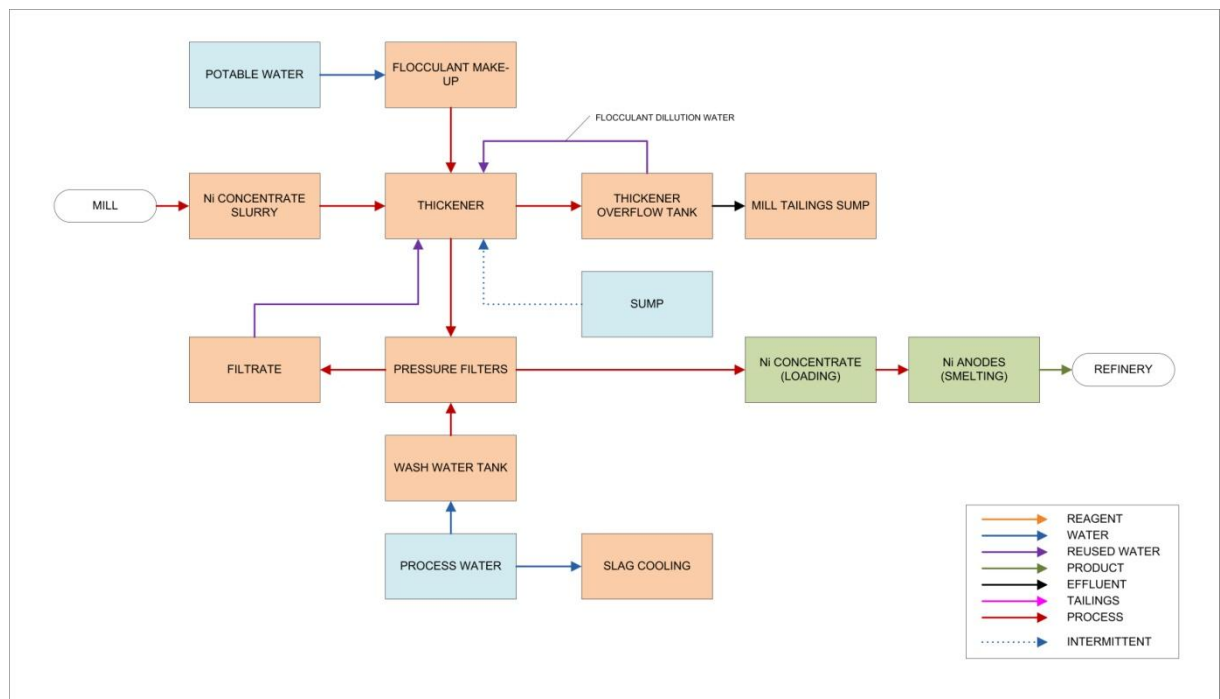 POTABLE WATER
FLOCCULANT MAKE-
UP
FLOCCULANT DILLUTION WATER
MILL
Ni CONCENTRATE
SLURRY
THICKENER
THICKENER
OVERFLOW TANK
MILL TAILINGS SUMP
SUMP
FILTRATE
PRESSURE FILTERS
Ni CONCENTRATE
(LOADING)
Ni ANODES
(SMELTING)
REFINERY
WASH WATER TANK
PROCESS WATER
SLAG COOLING
REAGENT
WATER
REUSED WATER
PRODUCT
EFFLUENT
TAILINGS
PROCESS
INTERMITTENT